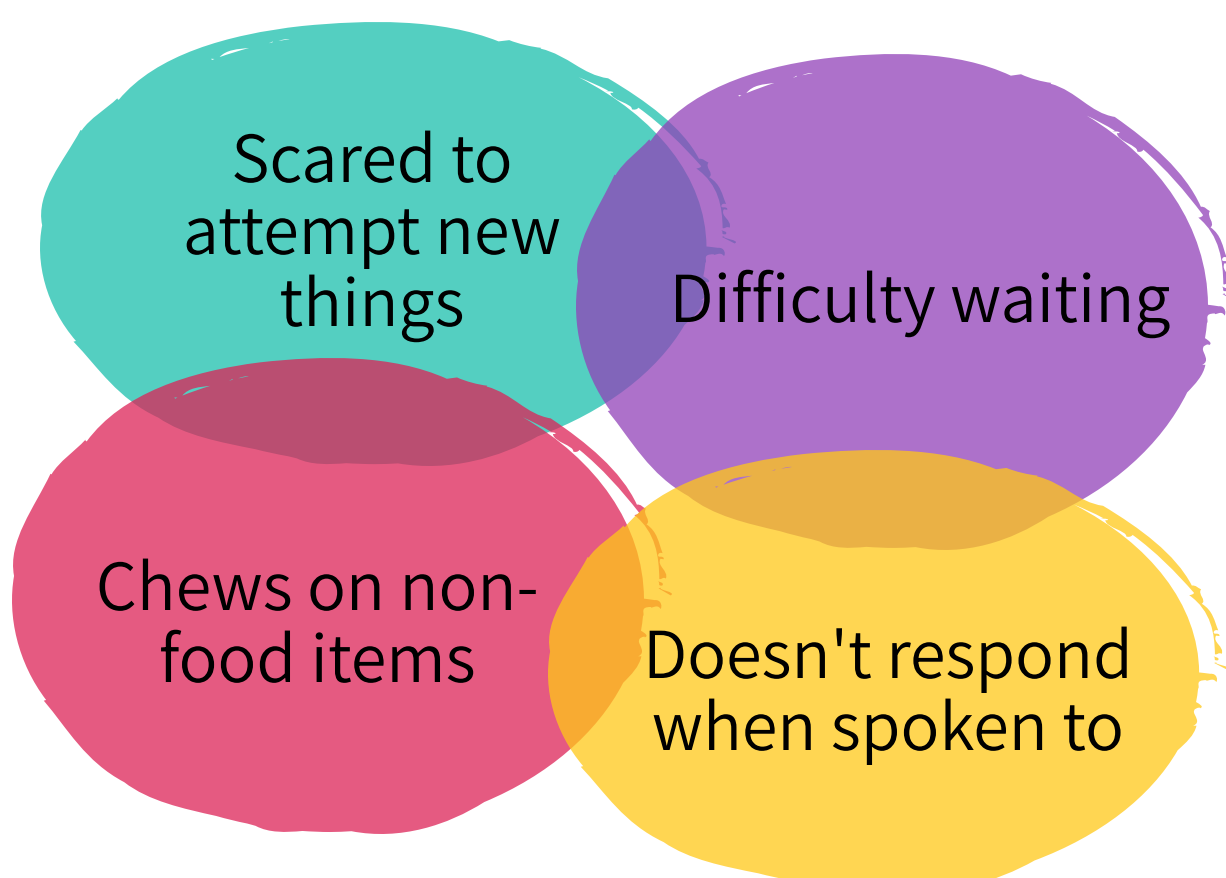 Scared to
attempt new
things
Difficulty waiting
Chews on non-
food items
Doesn't respond
when spoken to